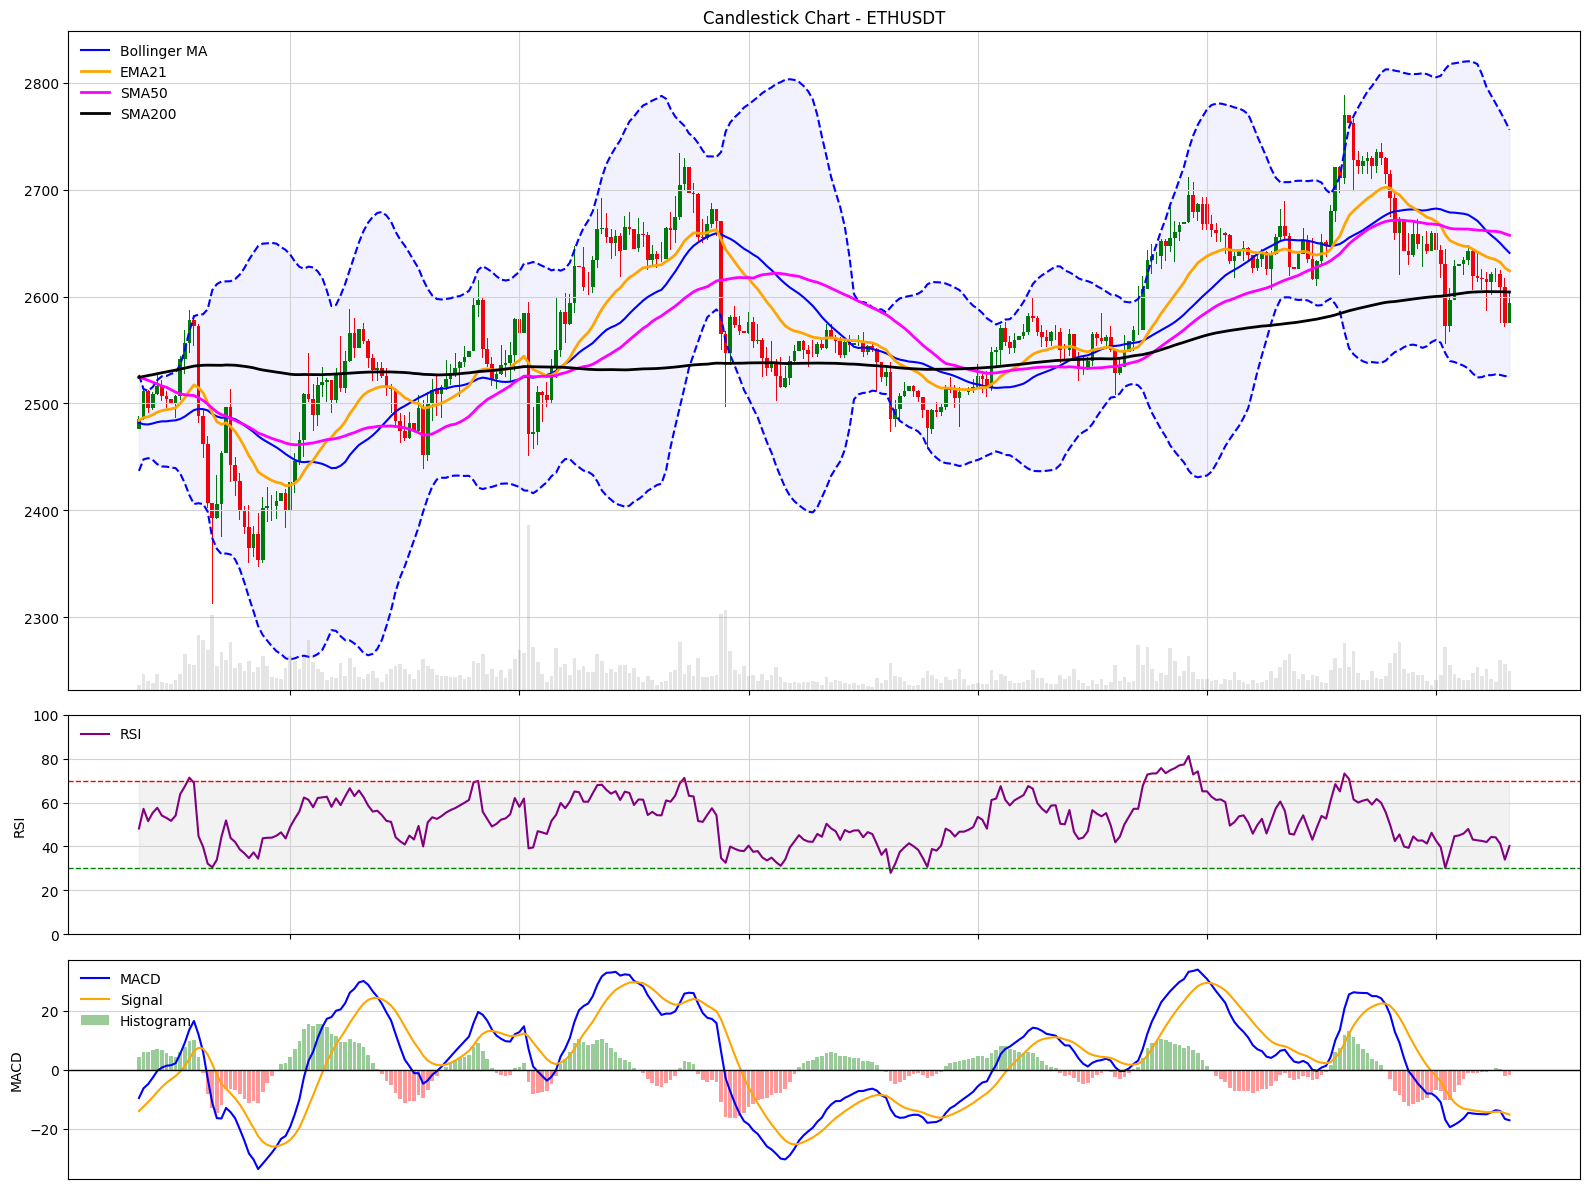 Candlestick Chart - ETHUSDT
Bollinger MA
EMA21
SMA50
SMA200
2800
2700
2600
2500
2400
2300
RSI
100
80
60
40
20
0
RSI
MACD
Signal
Histogram
20
0
−20
MACD